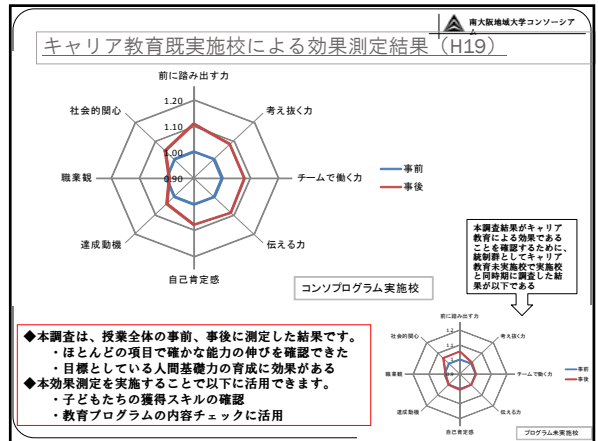 南大阪地域大学コンソーシア
ム
キャリア教育既実施校による効果測定結果（H19）
前に踏み出す力
考え抜く力
チームで働く力
伝える力
自己肯定感
達成動機
職業観
社会的関心
1.20
1.10
1.00
0.90
事前
事後
コンソプログラム実施校
本調査結果がキャリア
教育による効果である
ことを確認するために、
統制群としてキャリア
教育未実施校で実施校
と同時期に調査した結
果が以下である
◆本調査は、授業全体の事前、事後に測定した結果です。
・ほとんどの項目で確かな能力の伸びを確認できた
・目標としている人間基礎力の育成に効果がある
◆本効果測定を実施することで以下に活用できます。
・子どもたちの獲得スキルの確認
・教育プログラムの内容チェックに活用
前に踏み出す力
考え抜く力
チームで働く力
伝える力
自己肯定感
達成動機
職業観
社会的関心
1.2
事前
事後
プログラム未実施校